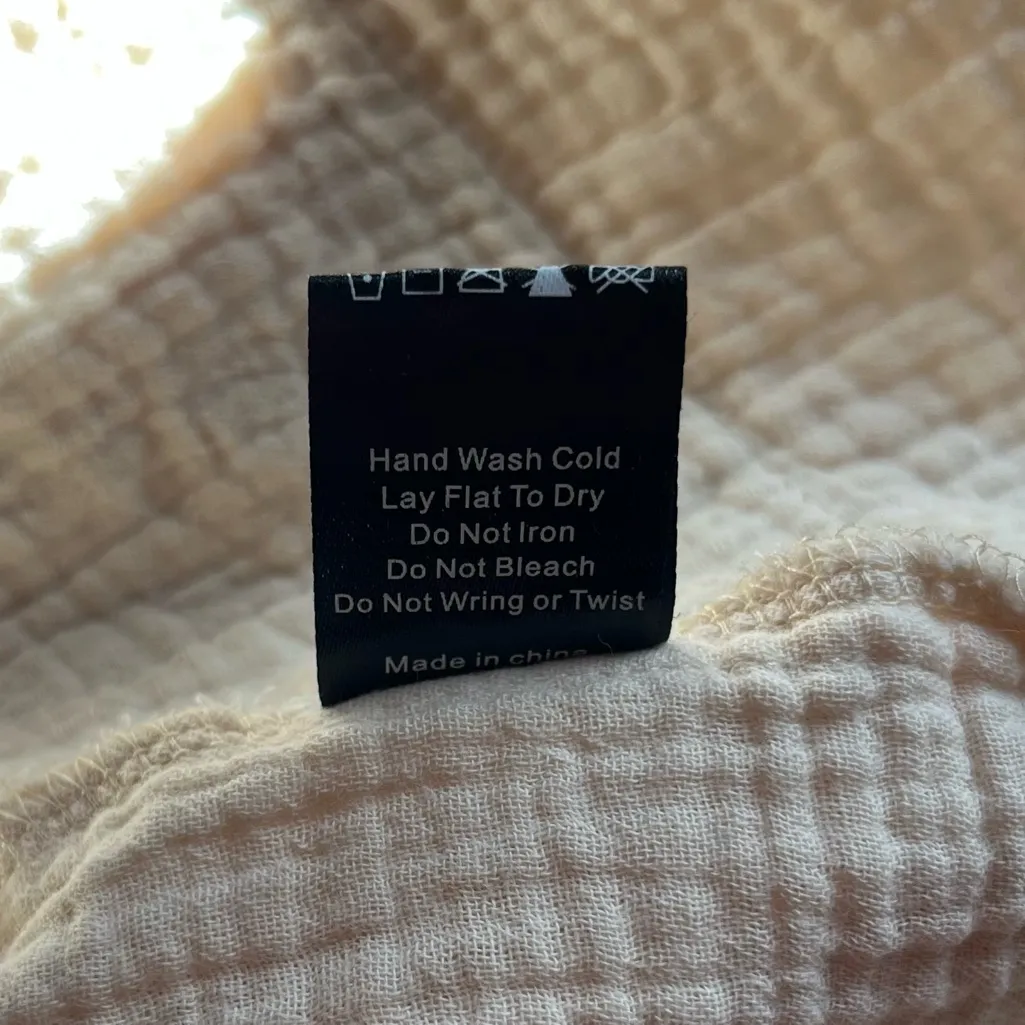 Hand Wash Cold
Lay Flat To Dry
Do Not Iron
Do Not Bleach
Do Not Wring or Twist
Made in china